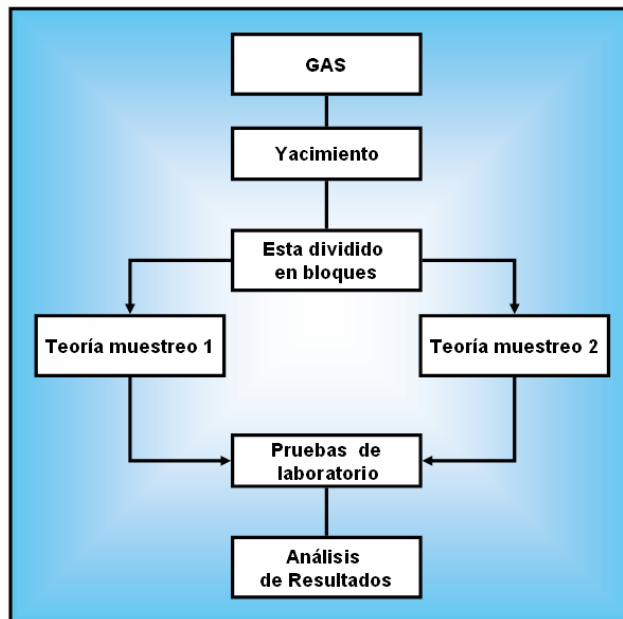 GAS
Yacimiento
Esta dividido
en bloques
Teoría muestreo 1
Teoría muestreo 2
Pruebas de
laboratorio
Análisis
de Resultados